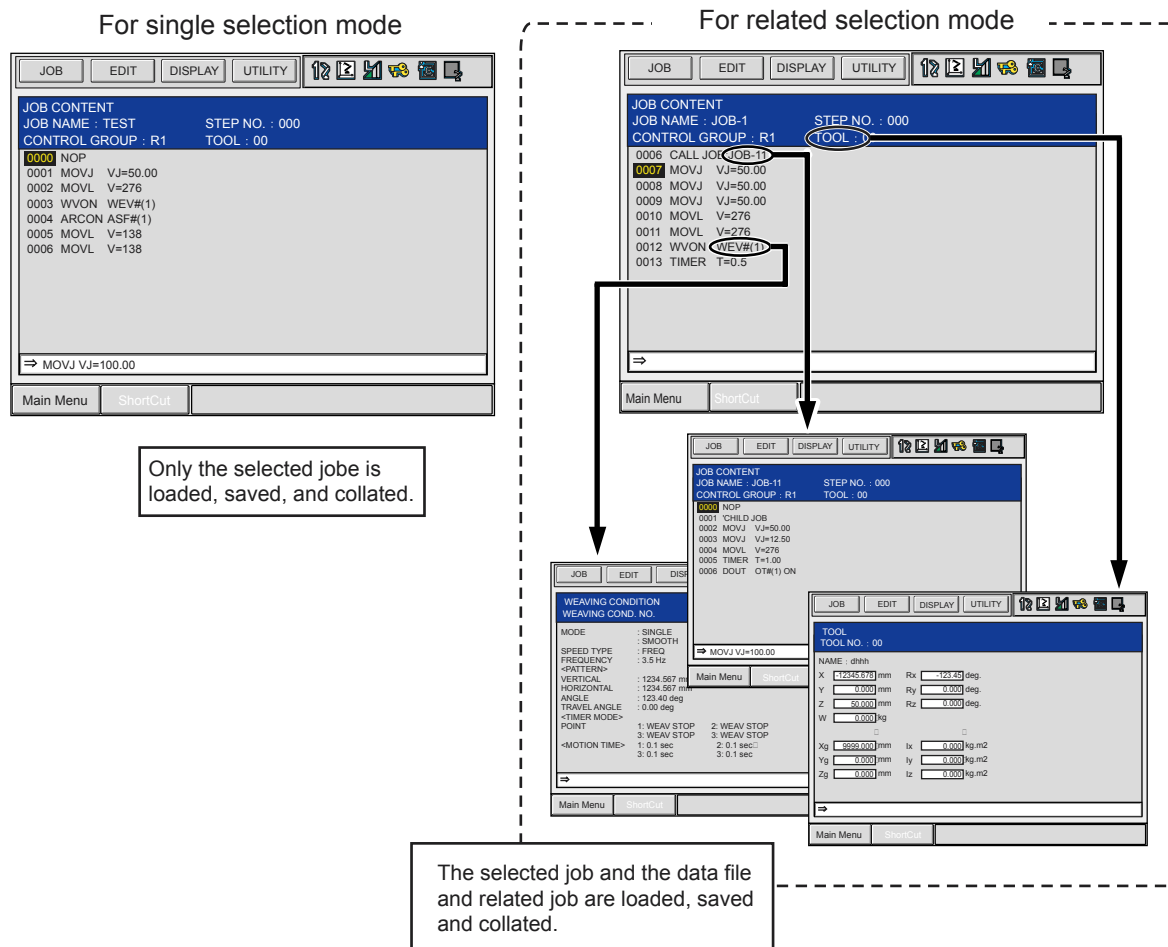 For single selection mode
JOB EDIT DISPLAY UTILITY
JOB CONTENT
JOB NAME : TEST STEP NO. : 000
CONTROL GROUP : R1 TOOL : 00
0000 NOP
0001 MOVJ VJ=50.00
0002 MOVL V=276
0003 WVON WEV#(1)
0004 ARCON ASF#(1)
0005 MOVL V=138
0006 MOVL V=138
⇒ MOVJ VJ=100.00
Main Menu ShortCut
Only the selected jobe is
loaded, saved, and collated.
For related selection mode
JOB EDIT DISPLAY UTILITY
JOB CONTENT
JOB NAME : JOB-1 STEP NO. : 000
CONTROL GROUP : R1 TOOL : 00
0006 CALL JOB JOB-11
0007 MOVJ VJ=50.00
0008 MOVJ VJ=50.00
0009 MOVJ VJ=50.00
0010 MOVL V=276
0011 MOVL V=276
0012 WVON WEV#(1)
0013 TIMER T=0.5
⇒
Main Menu ShortCut
JOB EDIT DISPLAY UTILITY
JOB CONTENT
JOB NAME : JOB-11 STEP NO. : 000
CONTROL GROUP : R1 TOOL : 00
0000 NOP
0001 'CHILD JOB
0002 MOVJ VJ=50.00
0003 MOVJ VJ=12.50
0004 MOVL V=276
0005 TIMER T=1.00
0006 DOUT OT#(1) ON
⇒ MOVJ VJ=100.00
Main Menu ShortCut
JOB EDIT
WEAVING CONDITION
WEAVING COND. NO.
MODE : SINGLE
: SMOOTH
SPEED TYPE : FREQ
FREQUENCY : 3.5 Hz
<PATTERN>
VERTICAL : 1234.567 mm
HORIZONTAL : 1234.567 mm
ANGLE : 123.40 deg
TRAVEL ANGLE : 0.00 deg
<TIMER MODE>
POINT 1: WEAV STOP 2: WEAV STOP
3: WEAV STOP 3: WEAV STOP
<MOTION TIME> 1: 0.1 sec 2: 0.1 sec
3: 0.1 sec 3: 0.1 sec
⇒
Main Menu ShortCut
JOB EDIT DISPLAY UTILITY
TOOL
TOOL NO. : 00
NAME : dhhh
X -12345.678 mm Rx -123.45 deg.
Y 0.000 mm Ry 0.000 deg.
Z 50.000 mm Rz 0.000 deg.
W 0.000 kg
Xg 9999.000 mm Ix 0.000 kg.m2
Yg 0.000 mm Iy 0.000 kg.m2
Zg 0.000 mm Iz 0.000 kg.m2
⇒
Main Menu ShortCut
The selected job and the data file
and related job are loaded, saved
and collated.